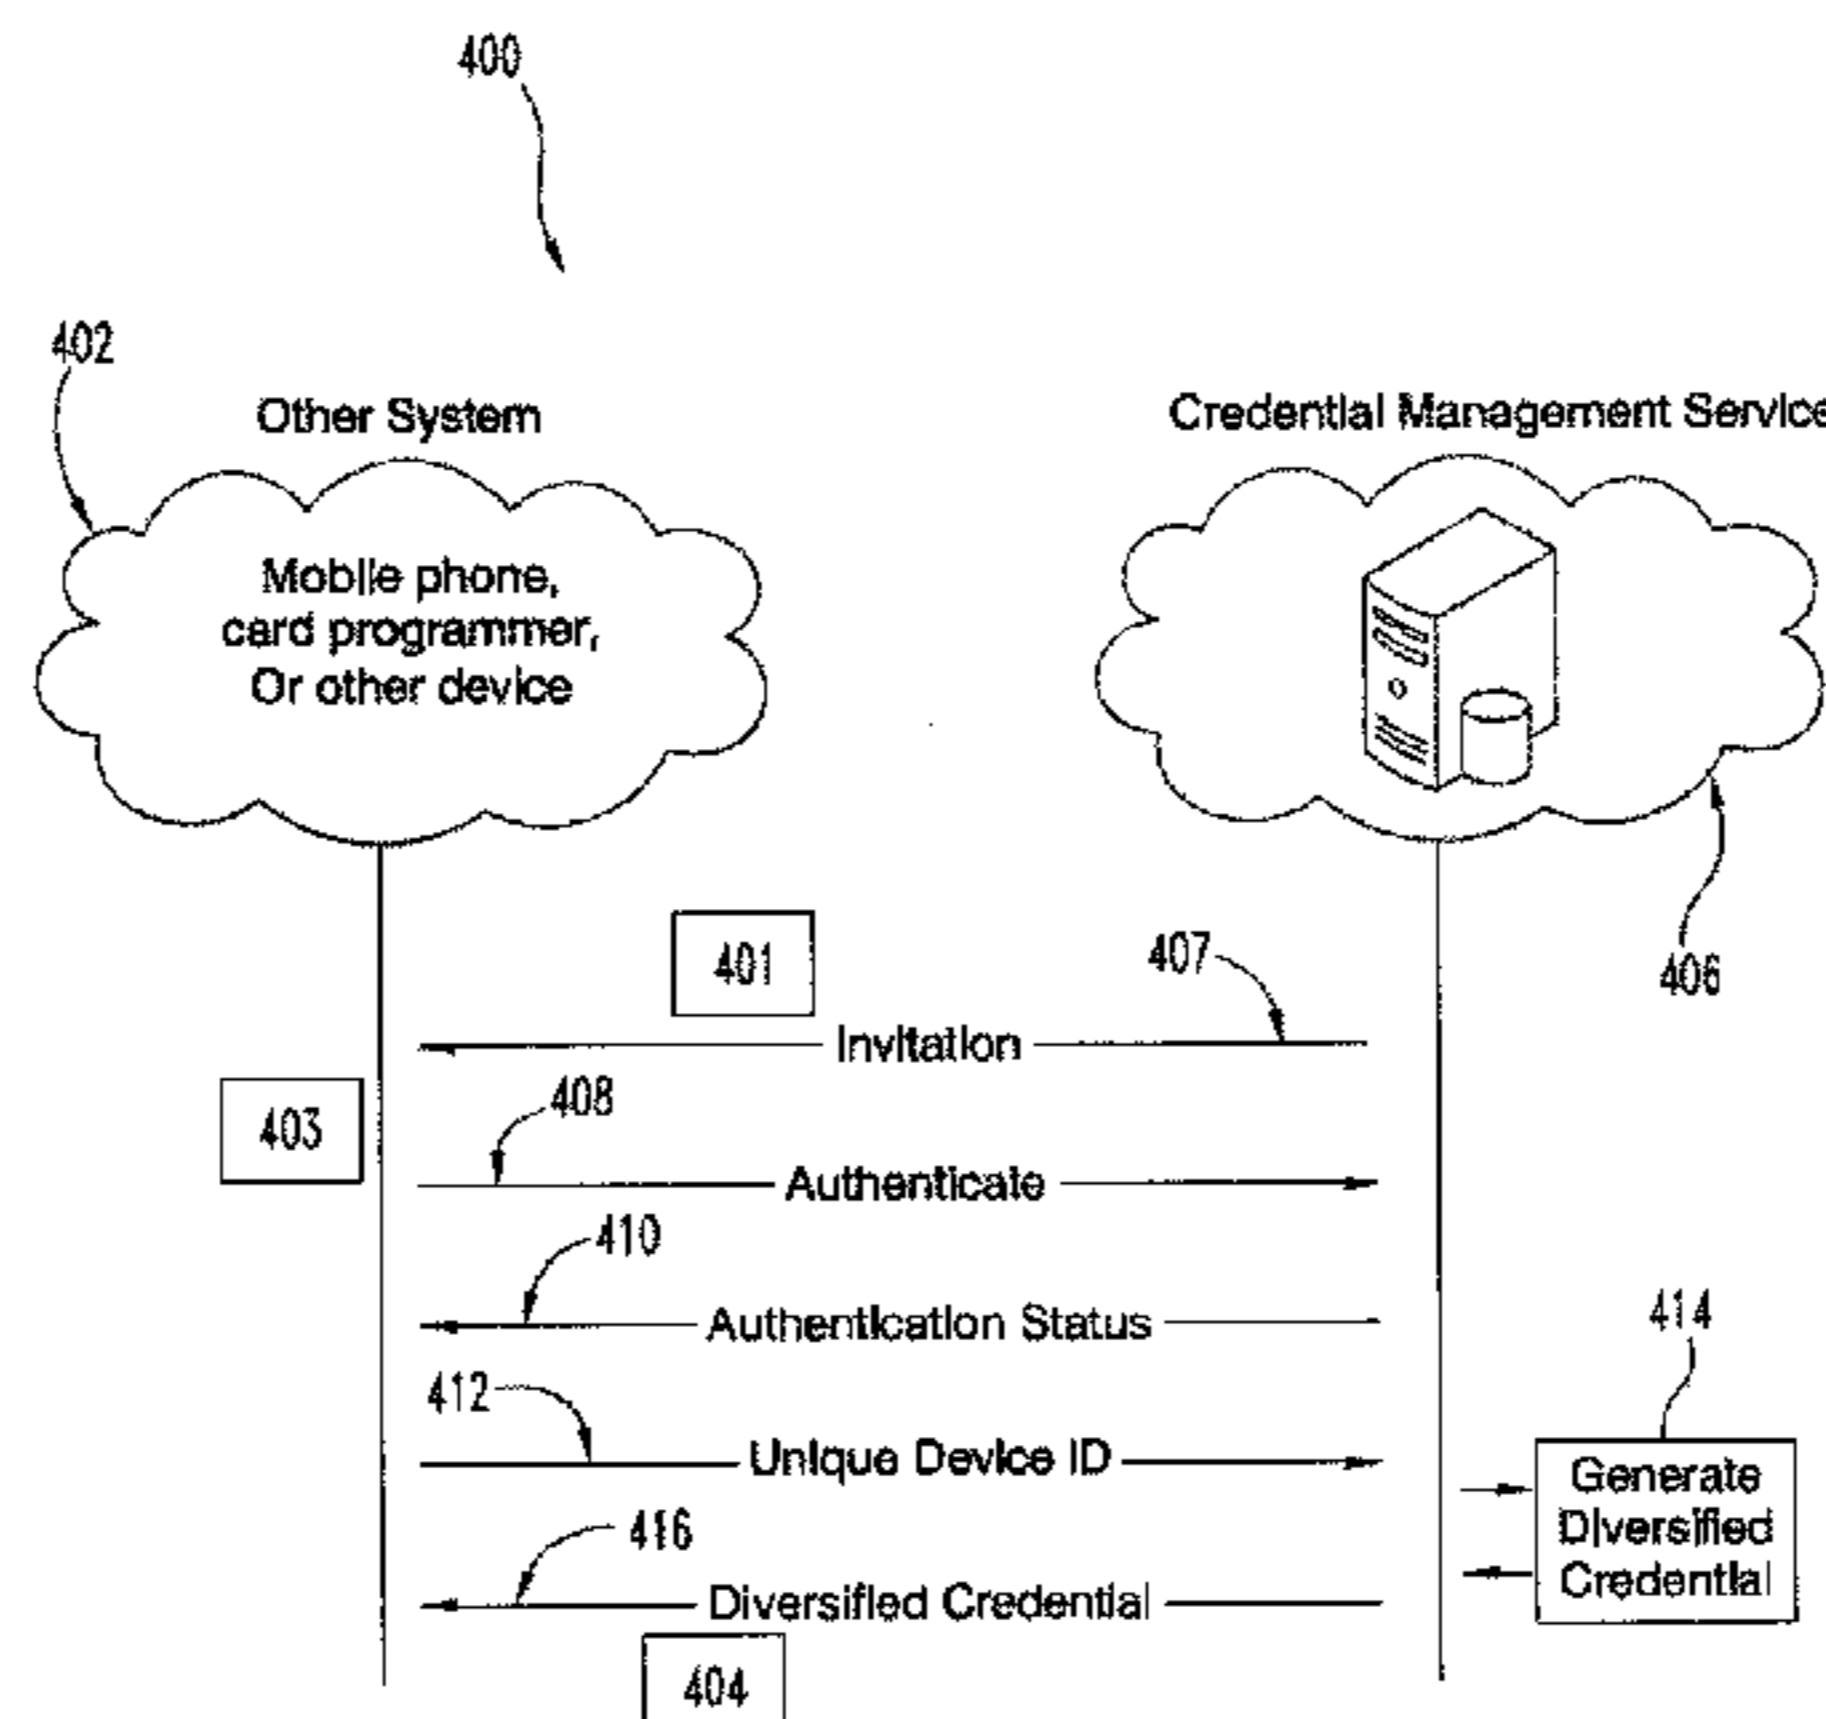 400
402
Other System
Credential Management Service
Mobile phone,
card programmer,
Or other device
406
401
407
Invitation
403
408
Authenticate
410
Authentication Status
414
412
Unique Device ID
Generate
Diversified
Credential
416
Diversified Credential
404